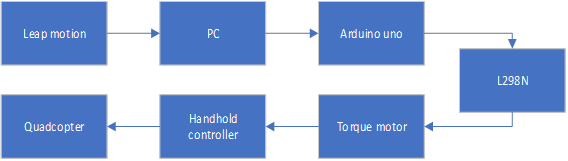 Leap motion
PC
Arduino uno
L298N
Quadcopter
Handhold
controller
Torque motor